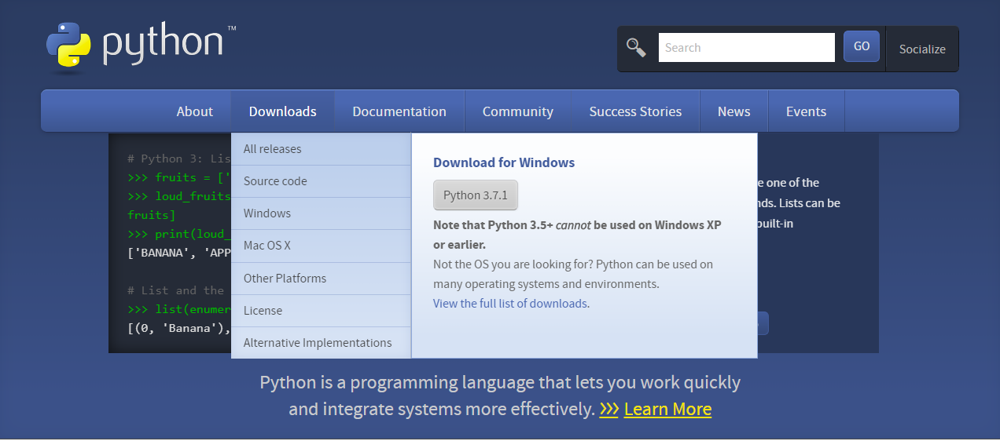 python™
Search
GO
Socialize
About
Downloads
Documentation
Community
Success Stories
News
Events
# Python 3: Lis
>>> fruits = ['
>>> loud_fruits
fruits]
>>> print(loud_
['BANANA', 'APP
# List and the
>>> list(enumer
[(0, 'Banana'),
All releases
Source code
Windows
Mac OS X
Other Platforms
License
Alternative Implementations
Download for Windows
Python 3.7.1
Note that Python 3.5+ cannot be used on Windows XP
or earlier.
Not the OS you are looking for? Python can be used on
many operating systems and environments.
View the full list of downloads.
e one of the
nds. Lists can be
built-in
Python is a programming language that lets you work quickly
and integrate systems more effectively. >>> Learn More